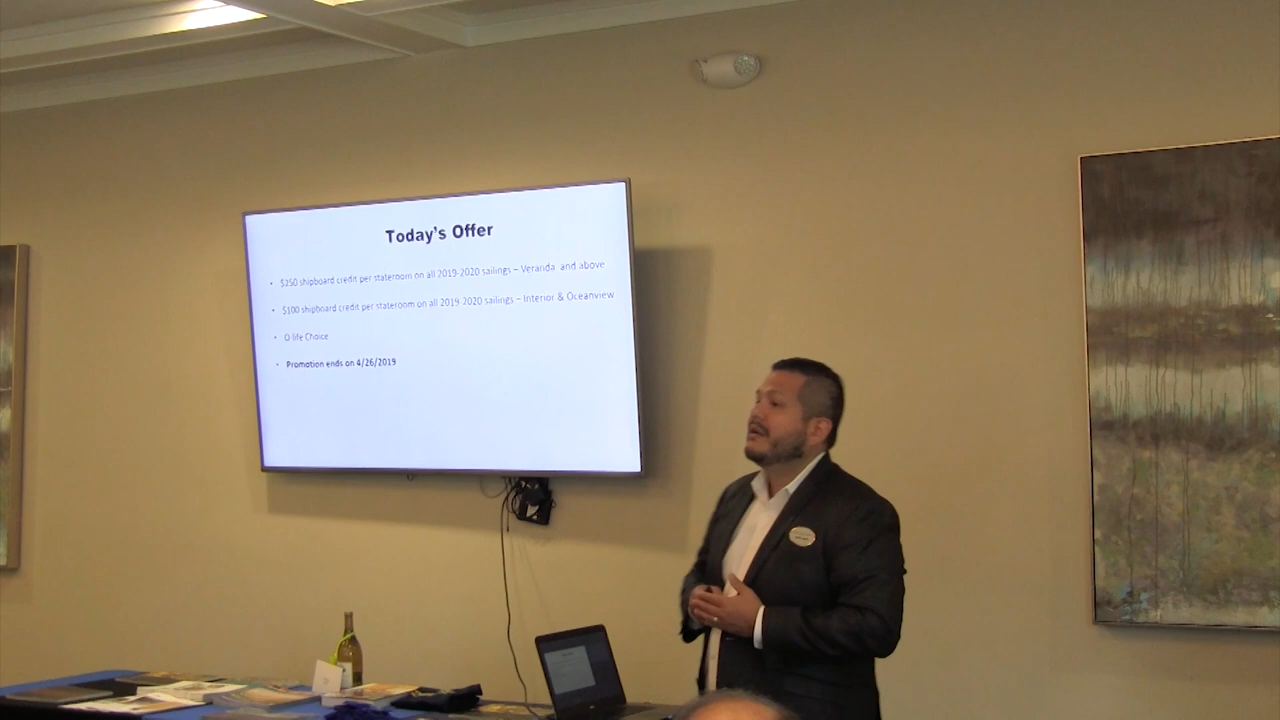 Today's Offer
• $250 shipboard credit per stateroom on all 2019-2020 sailings – Veranda and above
• $100 shipboard credit per stateroom on all 2019-2020 sailings – Interior & Oceanview
• O life Choice
• Promotion ends on 4/26/2019